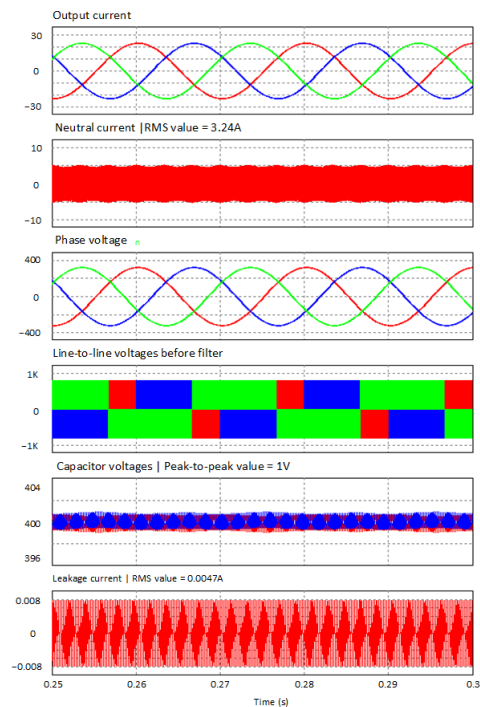 Output current
30
0
−30
Neutral current |RMS value = 3.24A
10
0
−10
Phase voltage n
400
0
−400
Line-to-line voltages before filter
1K
0
−1K
Capacitor voltages | Peak-to-peak value = 1V
404
400
396
Leakage current | RMS value = 0.0047A
0.008
0
−0.008
0.25 0.26 0.27 0.28 0.29 0.3
Time (s)